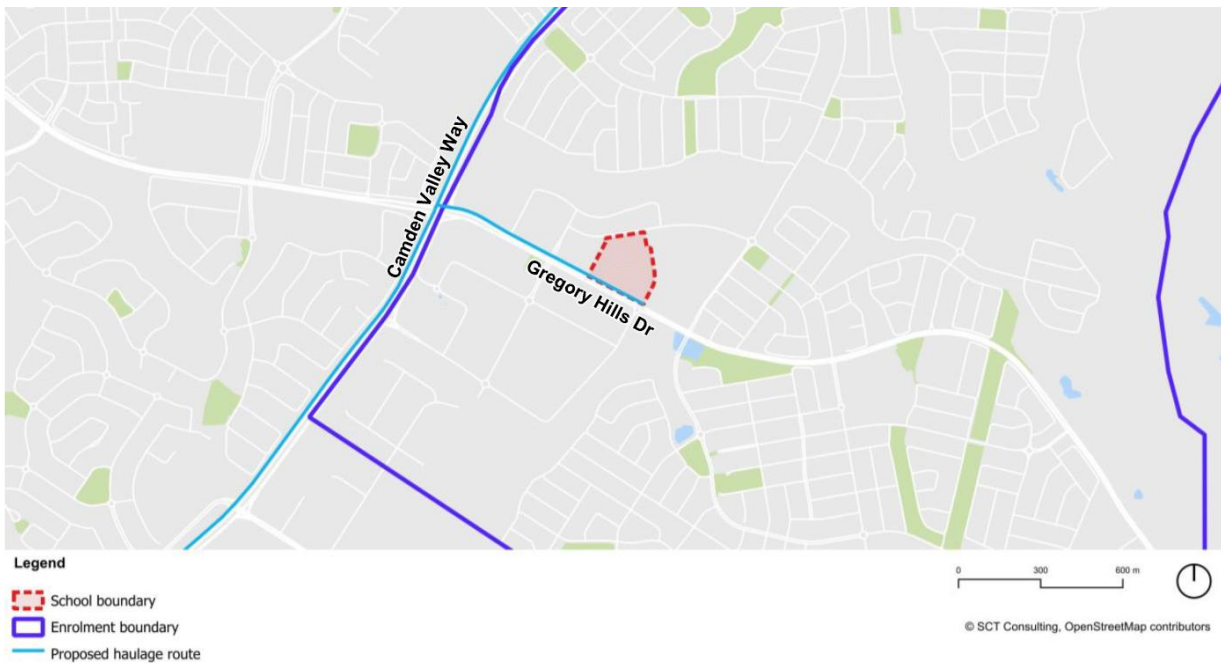 Camden Valley Way
Gregory Hills Dr
Legend
School boundary
Enrolment boundary
Proposed haulage route
0 300 600 m
© SCT Consulting, OpenStreetMap contributors